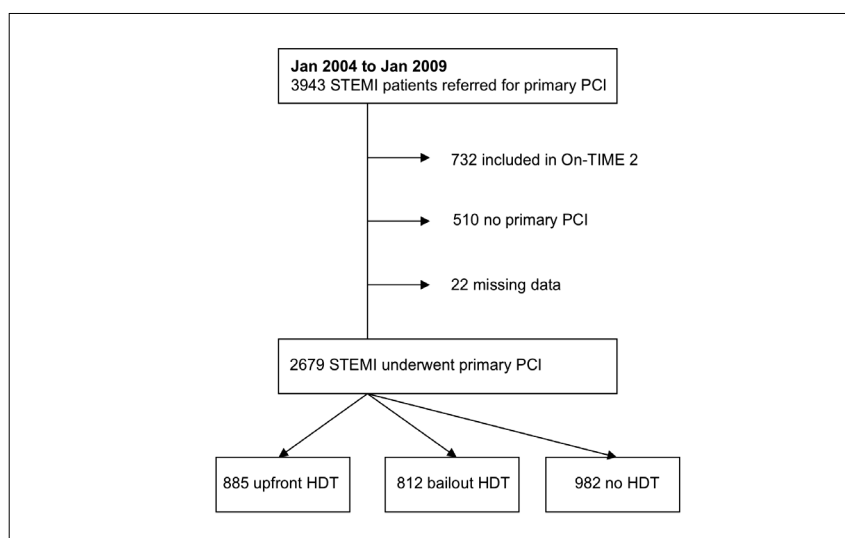 Jan 2004 to Jan 2009
3943 STEMI patients referred for primary PCI
732 included in On-TIME 2
510 no primary PCI
22 missing data
2679 STEMI underwent primary PCI
885 upfront HDT
812 bailout HDT
982 no HDT